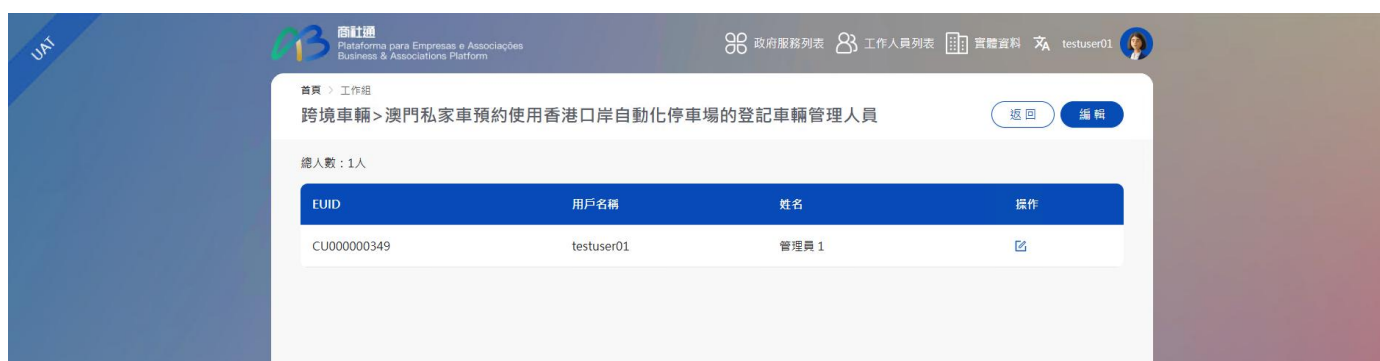 UAT
商社通
Plataforma para Empresas e Associações
Business & Associations Platform
政府服務列表 工作人員列表 實體資料 testuser01
首頁 > 工作組
跨境車輛>澳門私家車預約使用香港口岸自動化停車場的登記車輛管理人員
返回 編輯
總人數：1人
EUID 用戶名稱 姓名 操作
CU000000349 testuser01 管理員 1